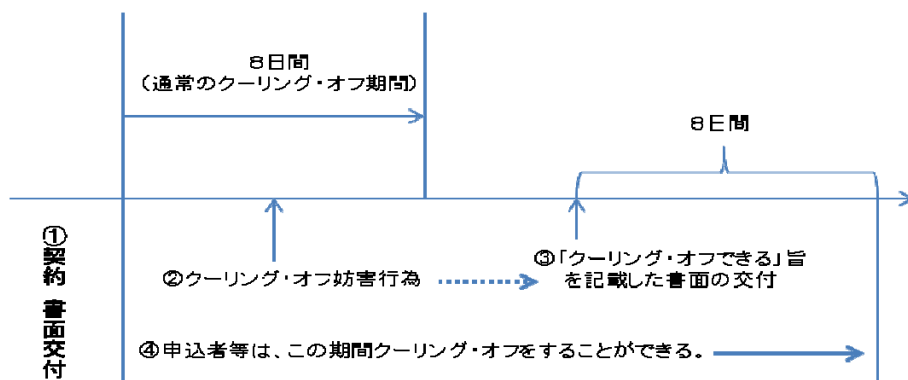 8日間
（通常のクーリング・オフ期間）
8日間
①契約 書面交付
②クーリング・オフ妨害行為
③「クーリング・オフできる」旨
を記載した書面の交付
④申込者等は、この期間クーリング・オフをすることができる。